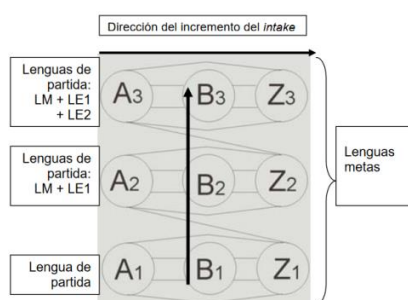 Dirección del incremento del intake
Lenguas de
partida:
LM + LE1
+ LE2
A3 B3 Z3
Lenguas de
partida:
LM + LE1
A2 B2 Z2
Lengua de
partida
A1 B1 Z1
Lenguas
metas